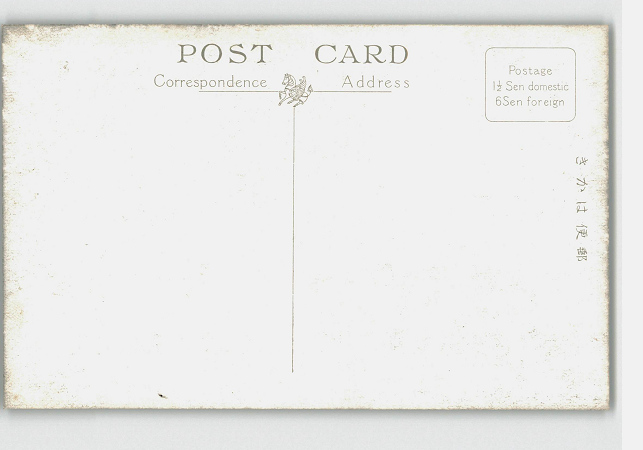 POST CARD
Correspondence Address
Postage
1½ Sen domestic
6Sen foreign
きかは便郵